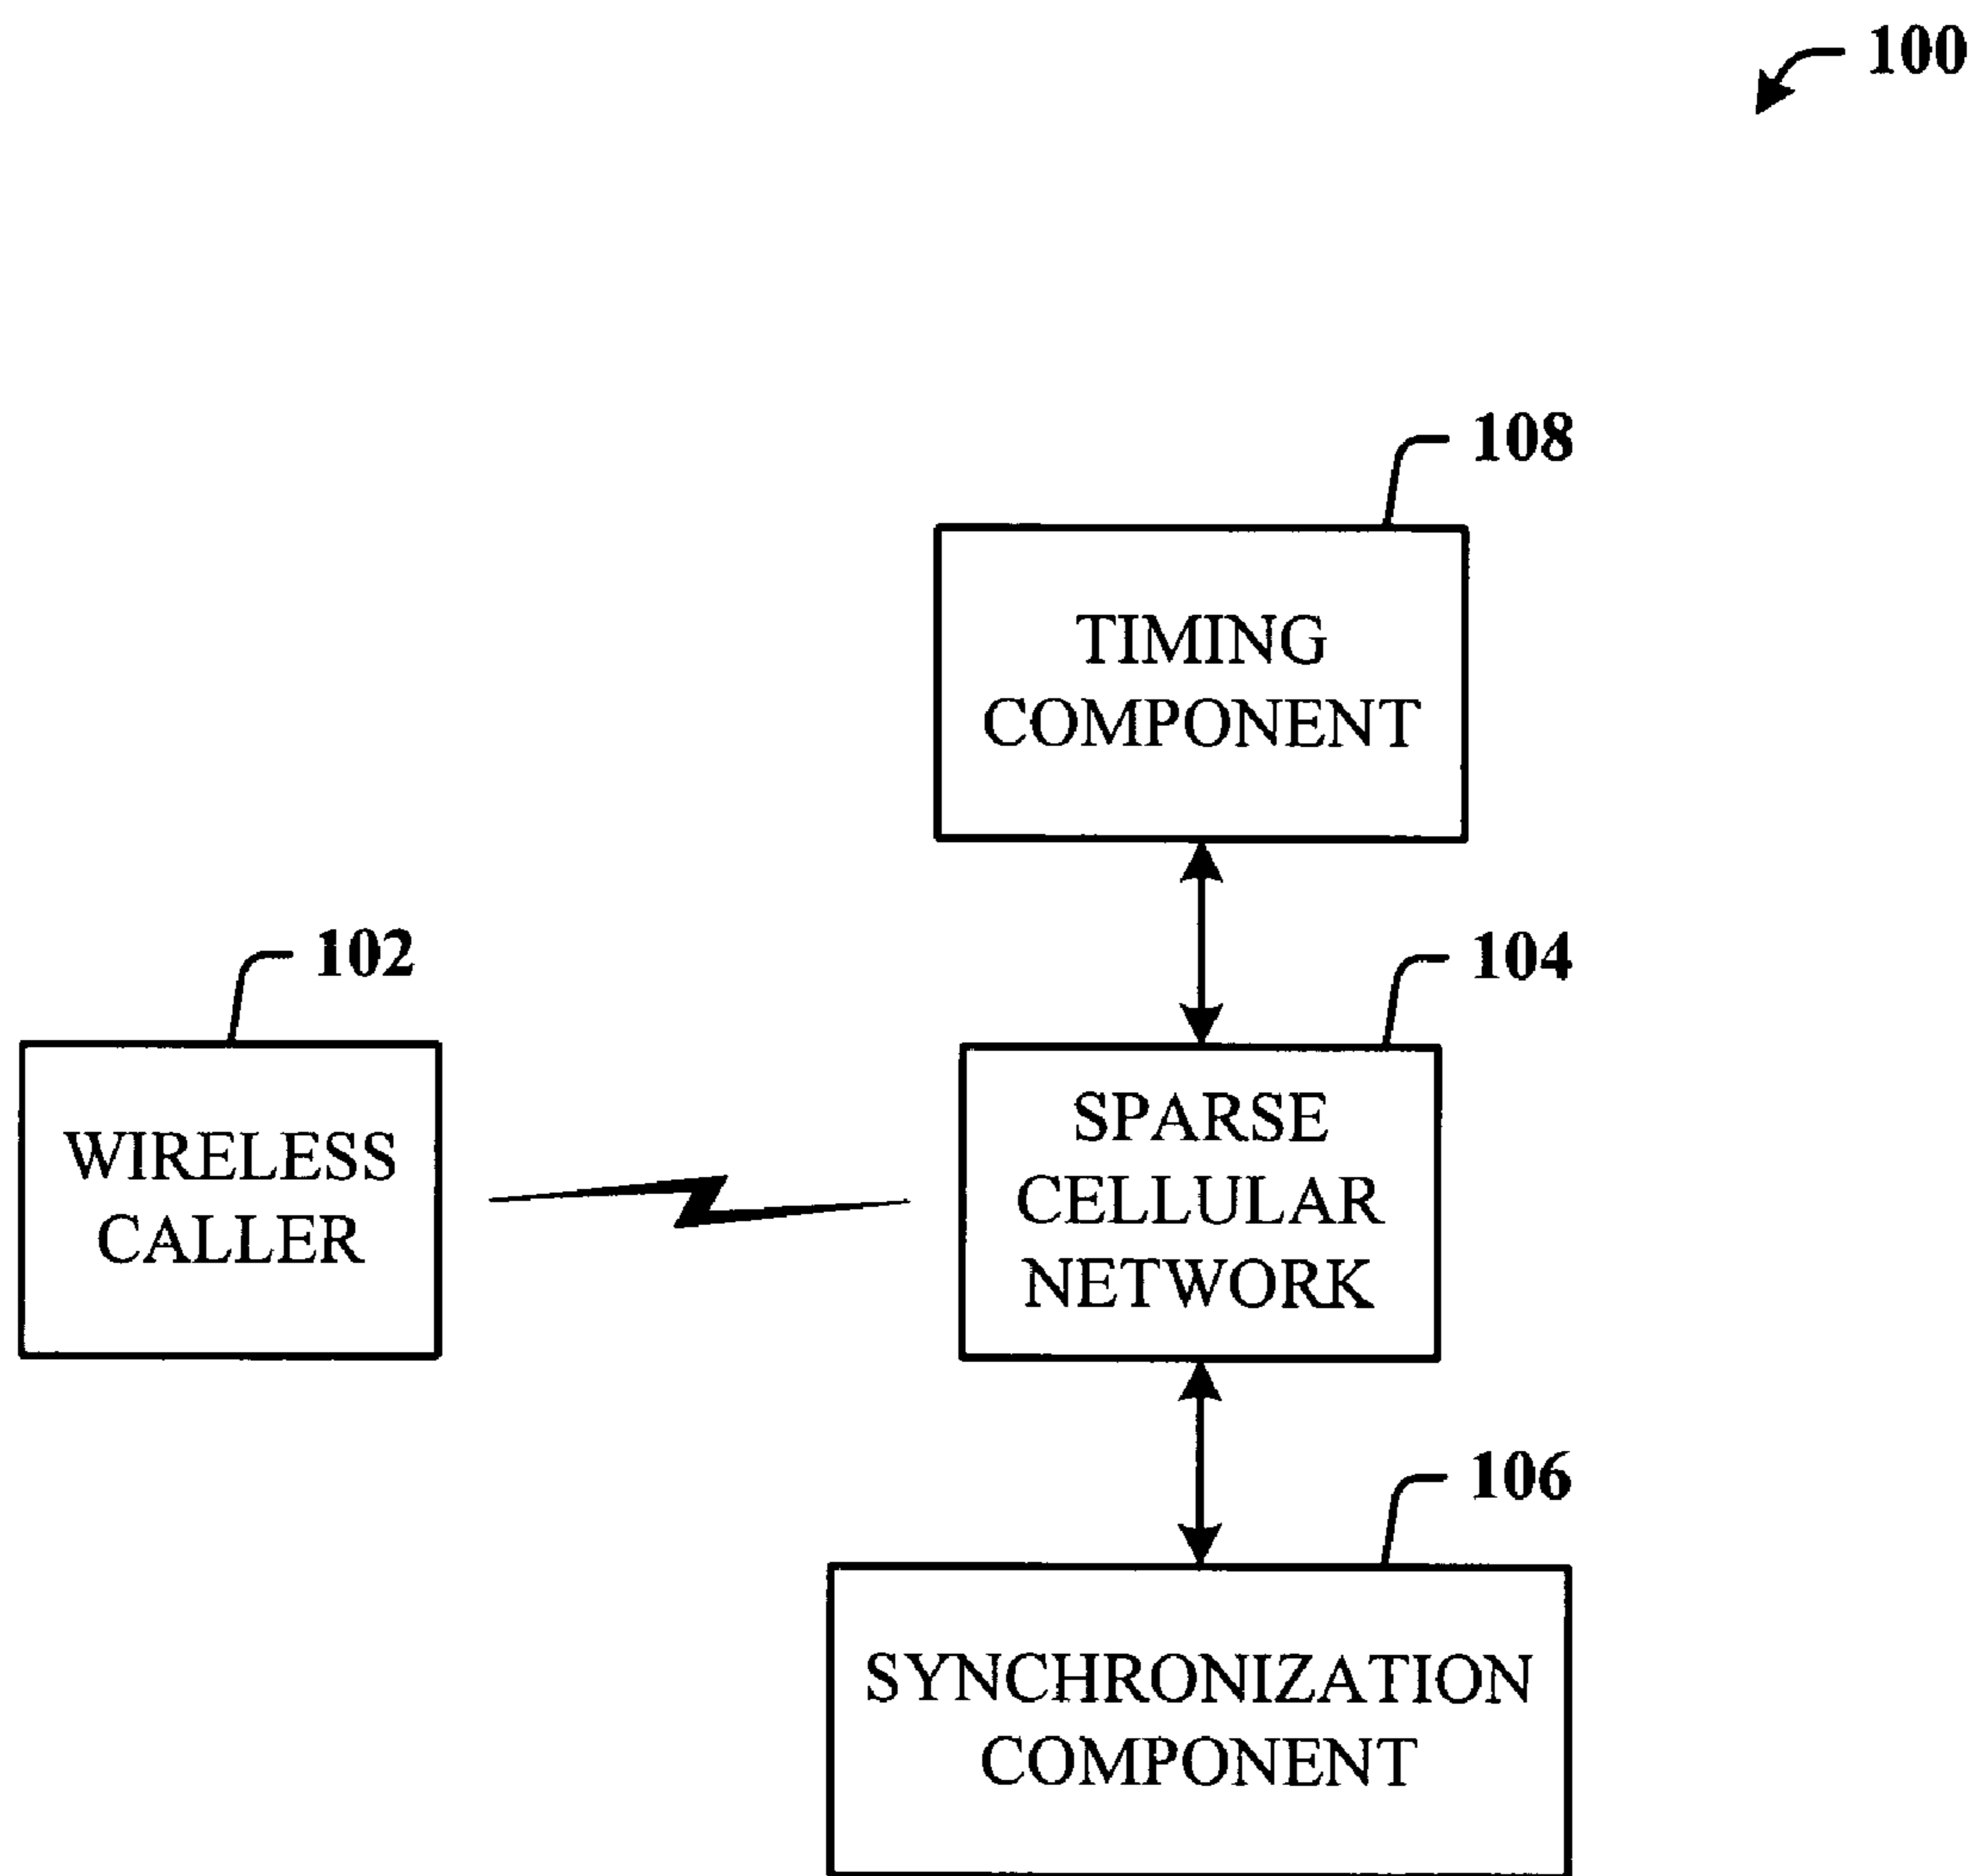 100
108
TIMING
COMPONENT
102
104
WIRELESS
CALLER
SPARSE
CELLULAR
NETWORK
106
SYNCHRONIZATION
COMPONENT